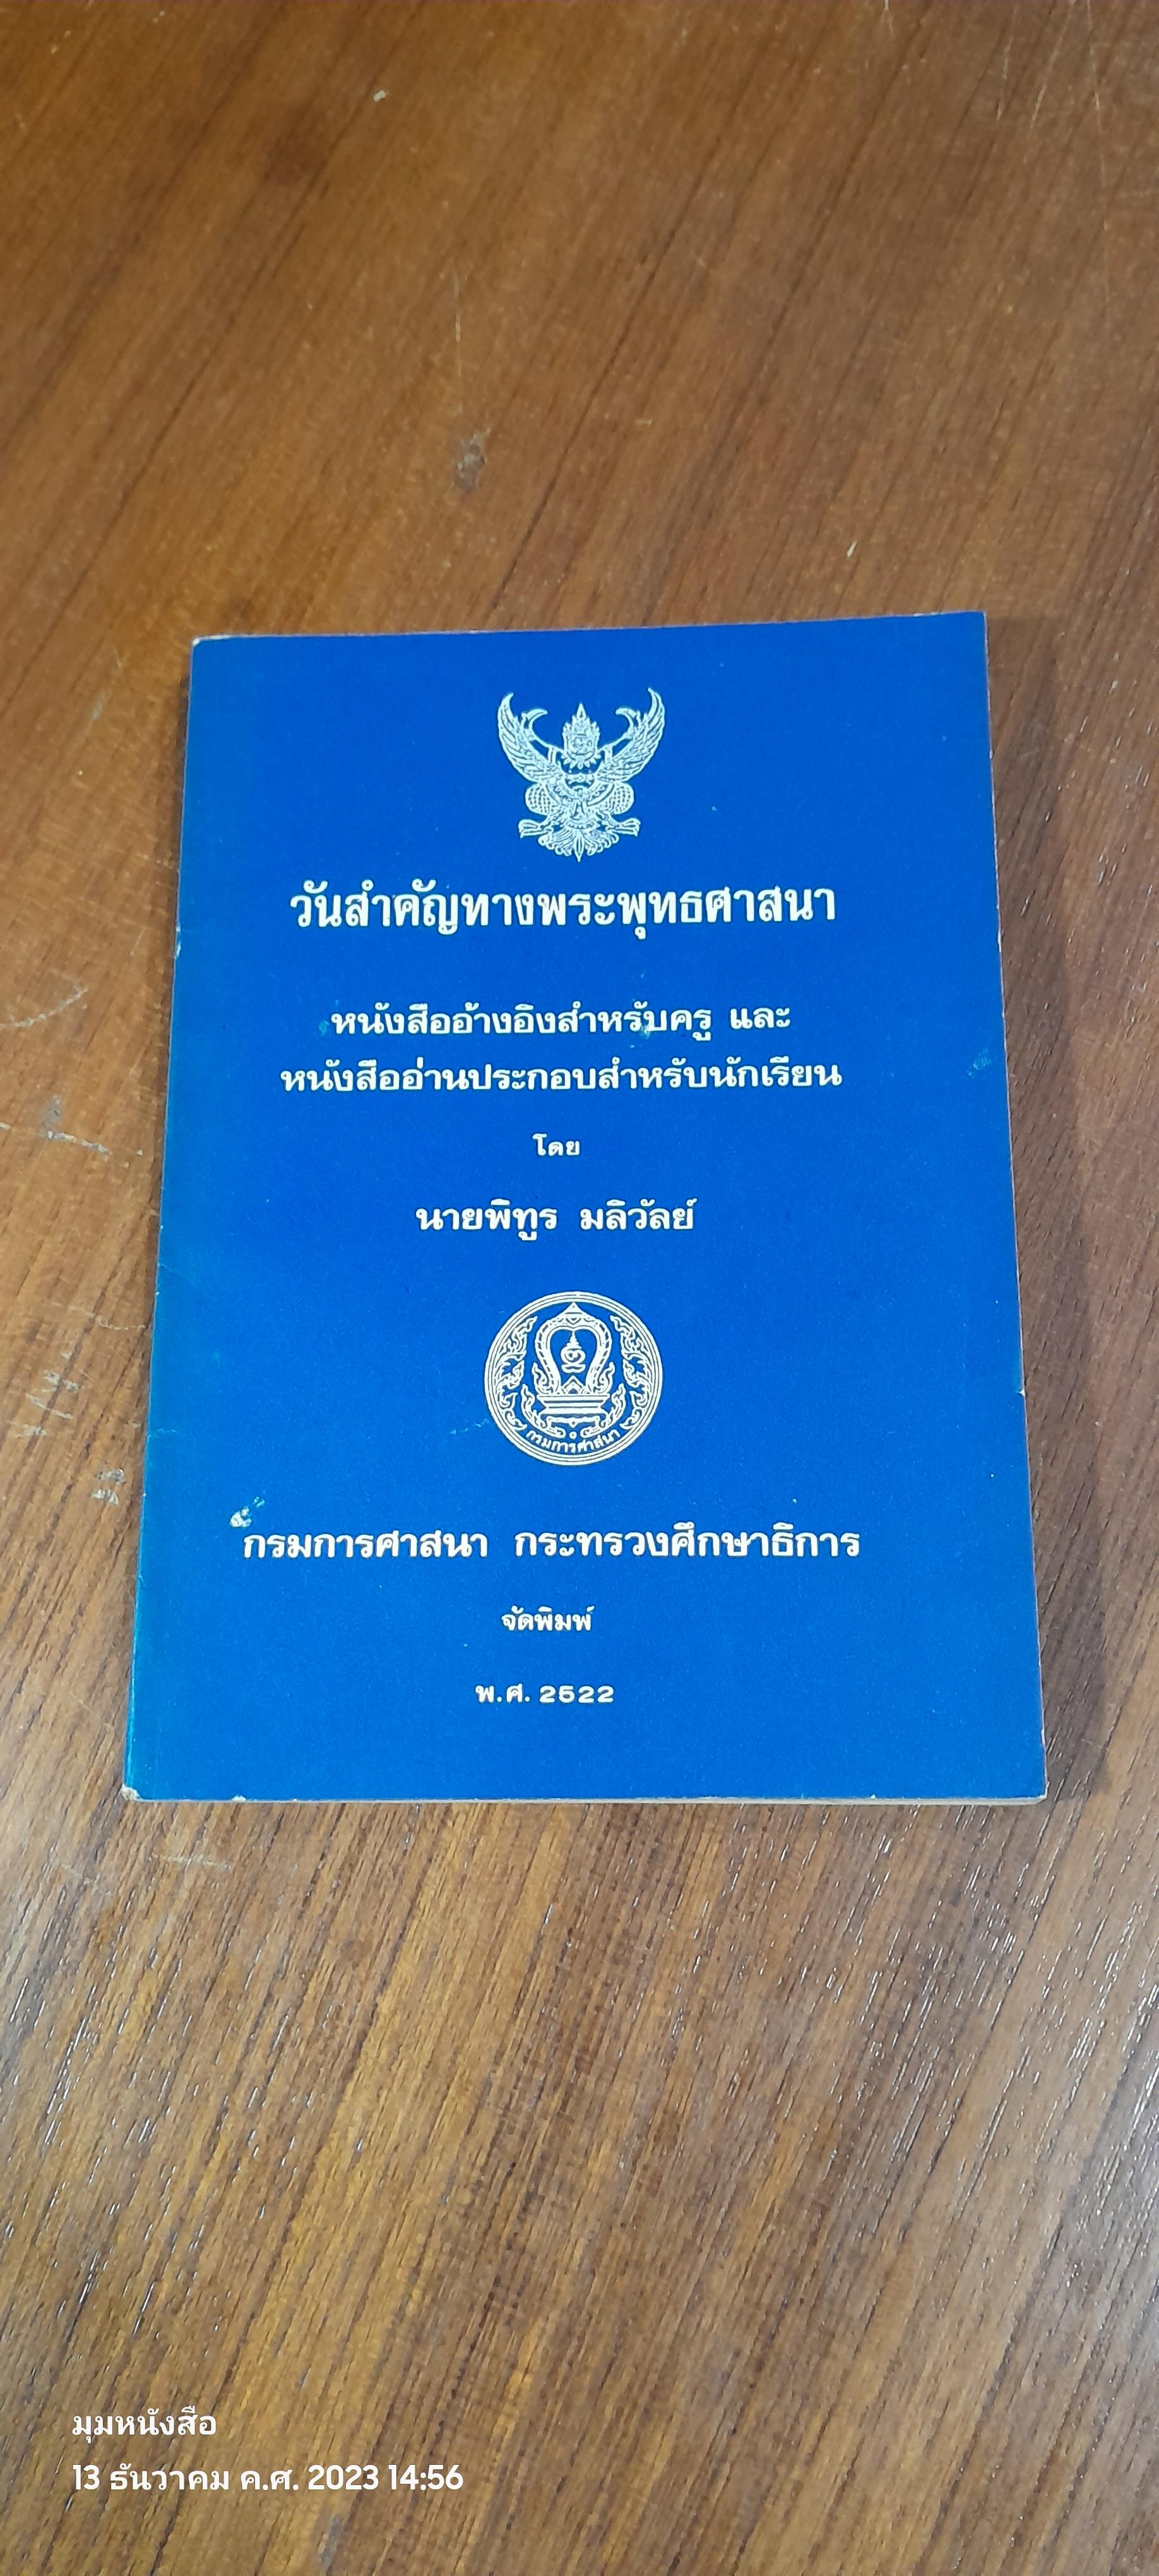 วันสำคัญทางพระพุทธศาสนา
หนังสืออ้างอิงสำหรับครู และ
หนังสืออ่านประกอบสำหรับนักเรียน
โดย
นายพิทูร มลิวัลย์
กรมการศาสนา
กรมการศาสนา กระทรวงศึกษาธิการ
จัดพิมพ์
พ.ศ. 2522
มุมหนังสือ
13 ธันวาคม ค.ศ. 2023 14:56